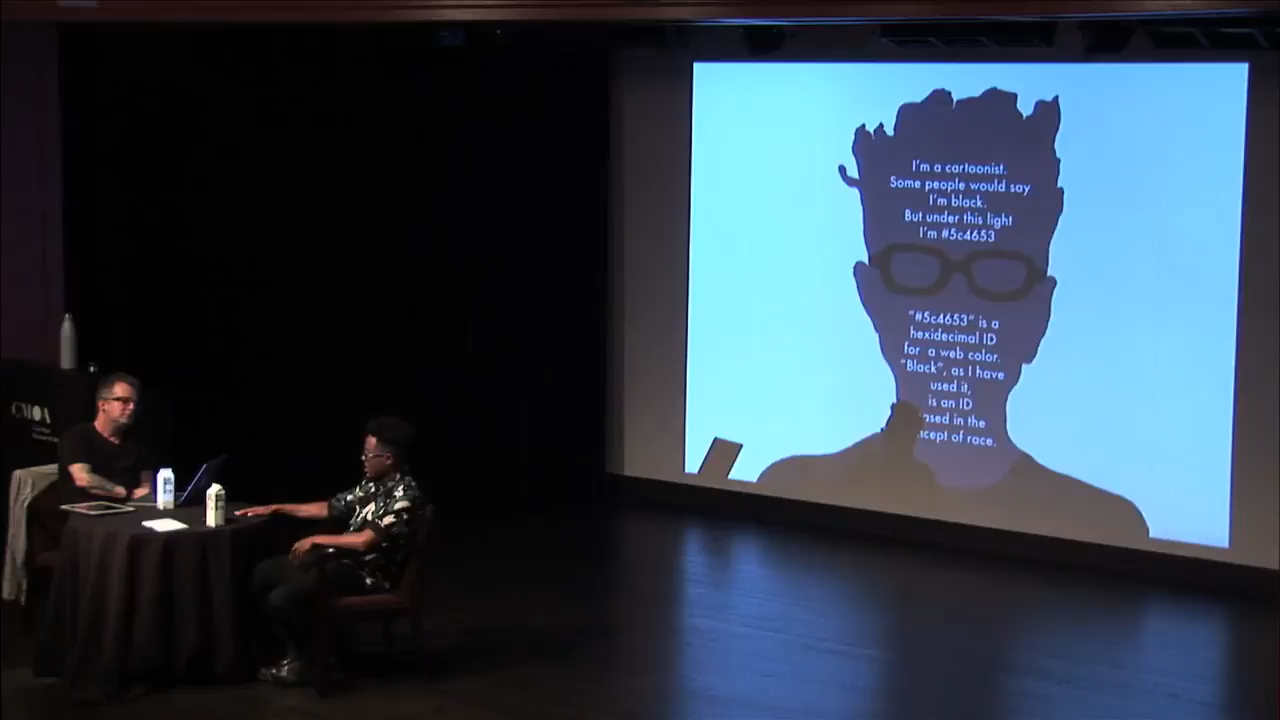 CMOA
I'm a cartoonist.
Some people would say
I'm black.
But under this light
I'm #5c4653
"#5c4653" is a
hexidecimal ID
for a web color.
"Black", as I have
used it,
is an ID
in the
of race.